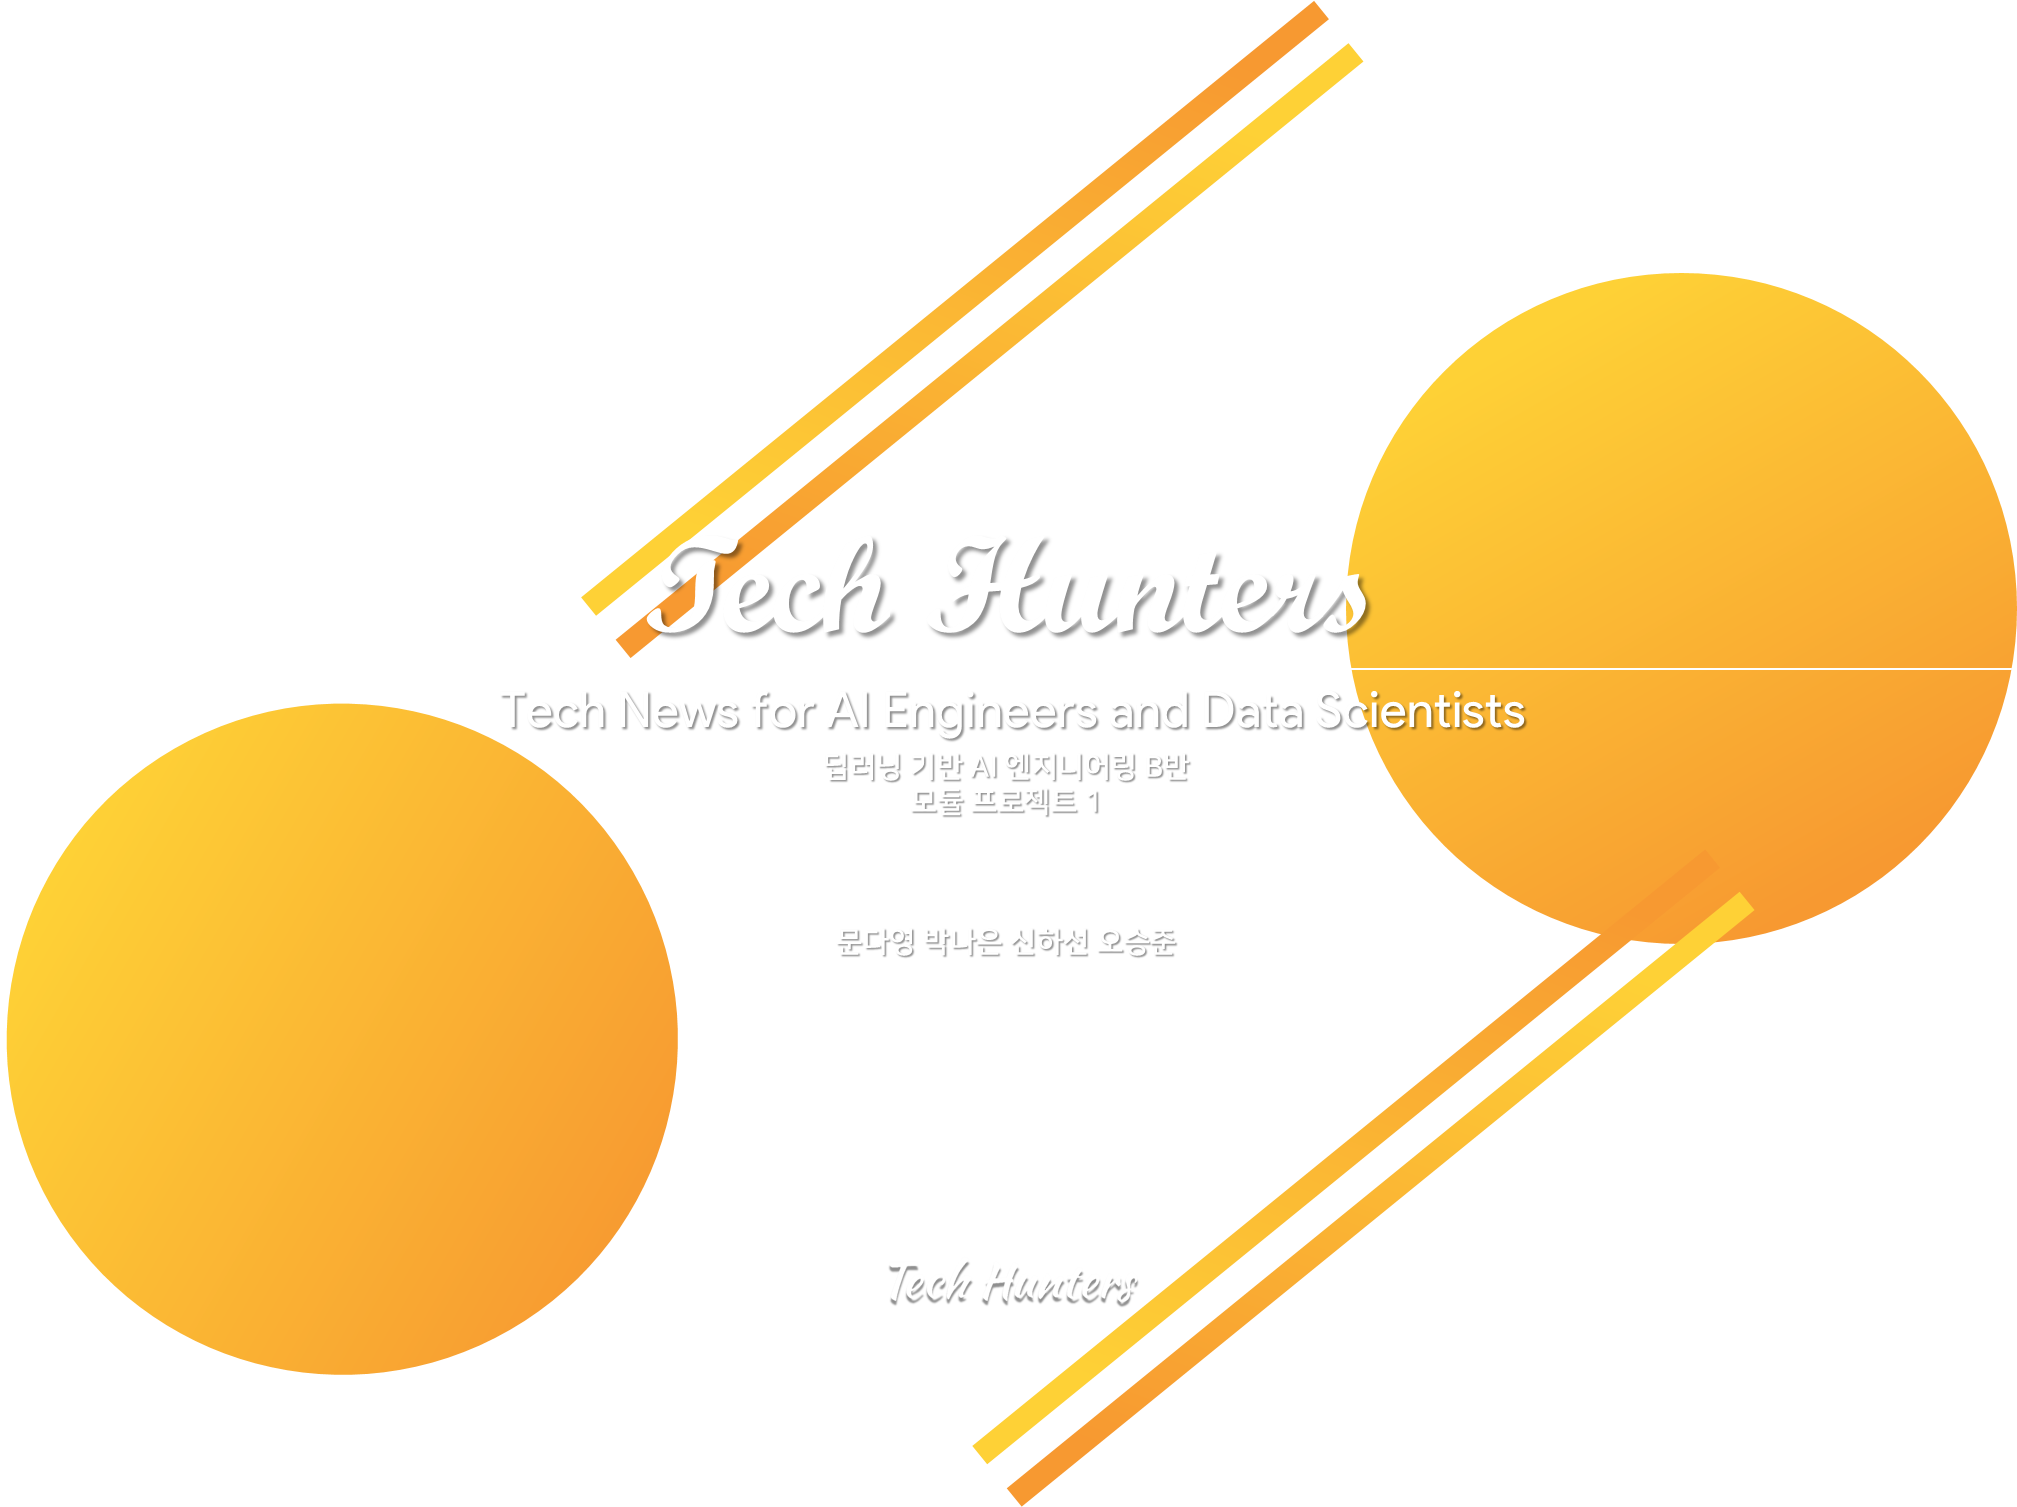 Tech Hunters
Tech News for AI Engineers and Data Scientists
딥러닝 기반 AI 엔지니어링 B반
모듈 프로젝트 1
문다영 박나은 신하선 오승준
Tech Hunters